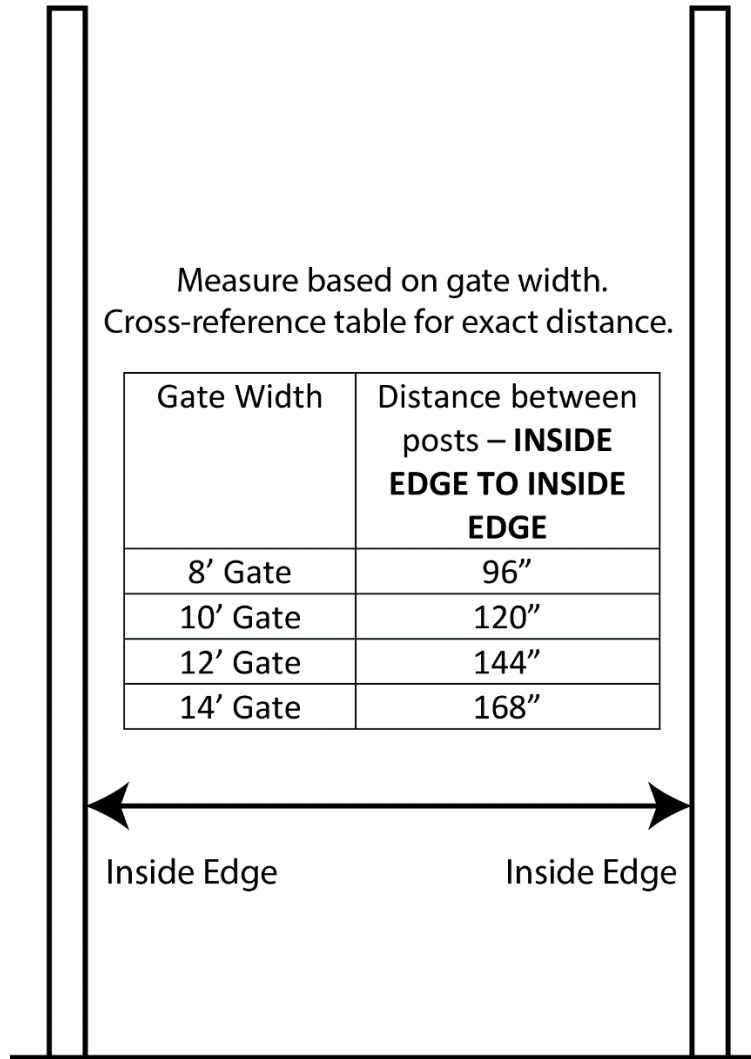 Measure based on gate width.
Cross-reference table for exact distance.
Gate Width
Distance between
posts – INSIDE
EDGE TO INSIDE
EDGE
8’ Gate 96”
10’ Gate 120”
12’ Gate 144”
14’ Gate 168”
Inside Edge Inside Edge